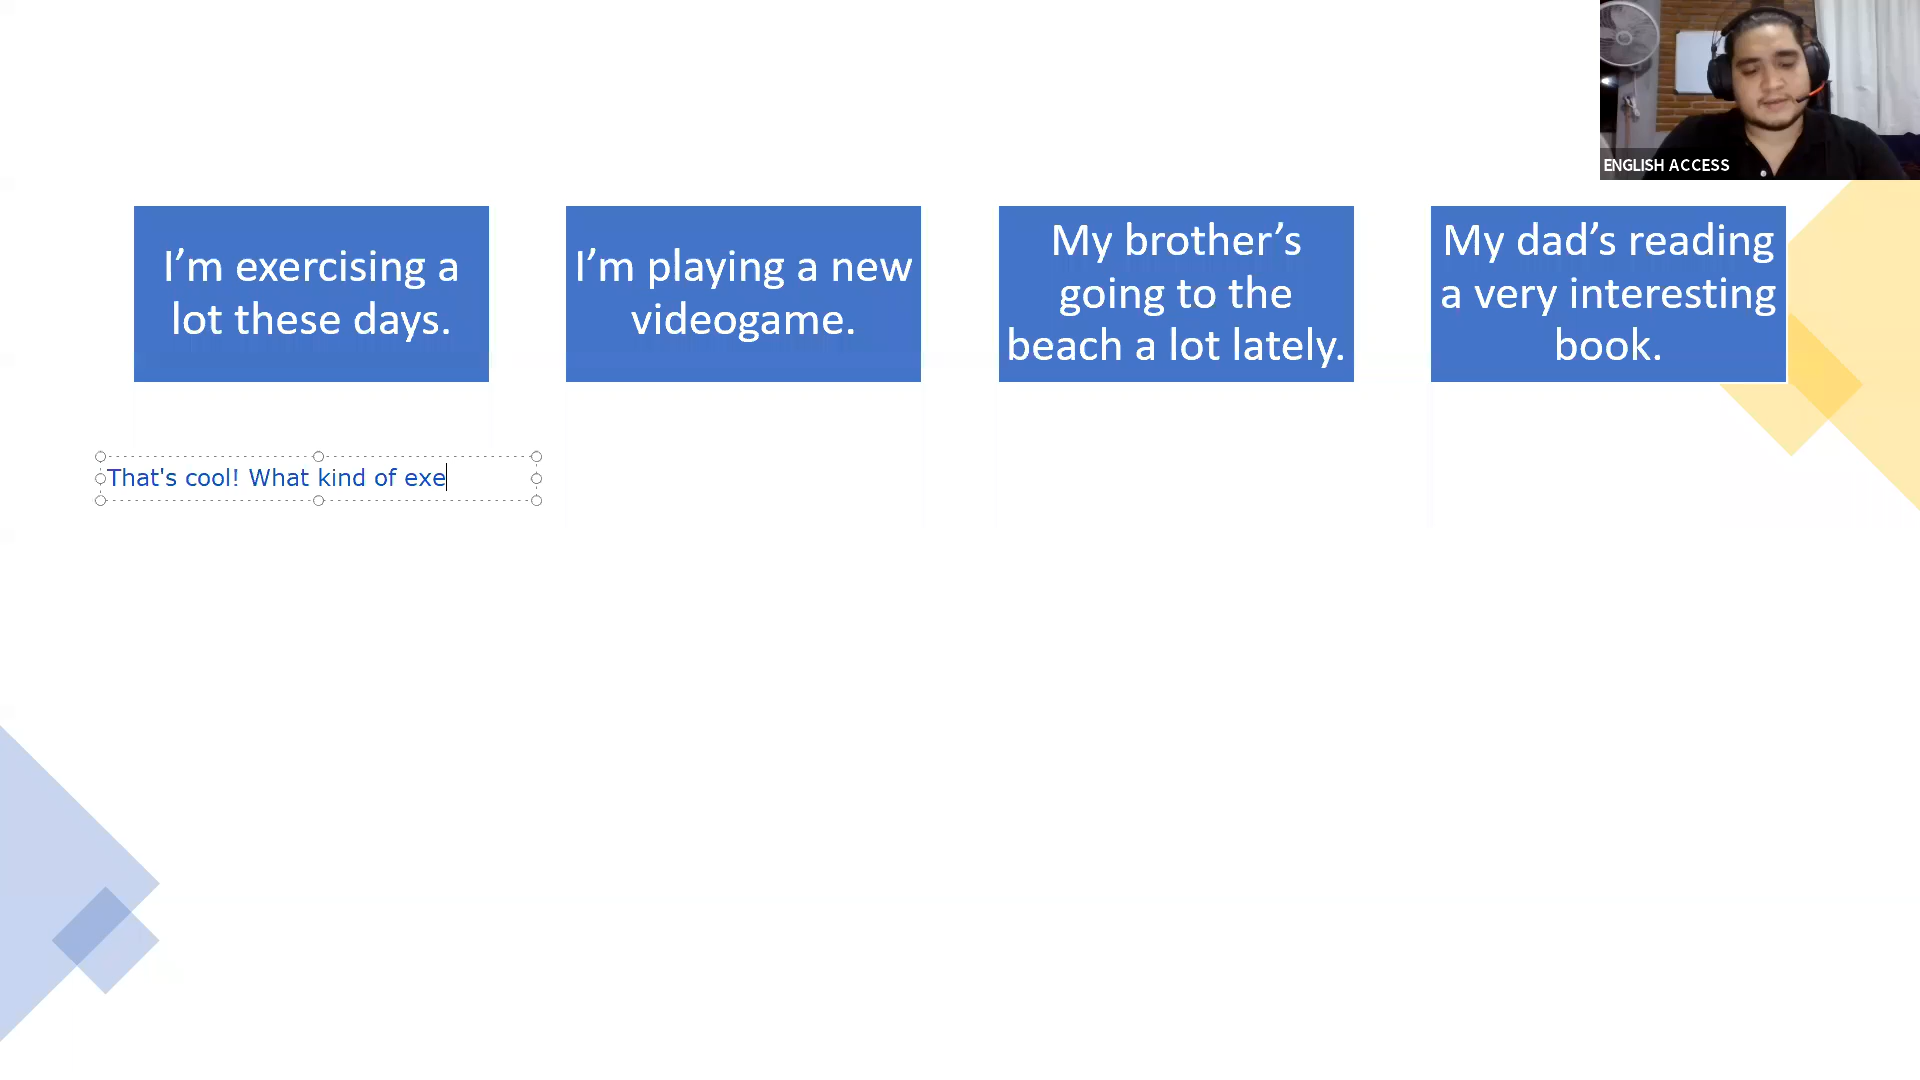 ENGLISH ACCESS
I’m exercising a
lot these days.
I’m playing a new
videogame.
My brother’s
going to the
beach a lot lately.
My dad’s reading
a very interesting
book.
That's cool! What kind of exe